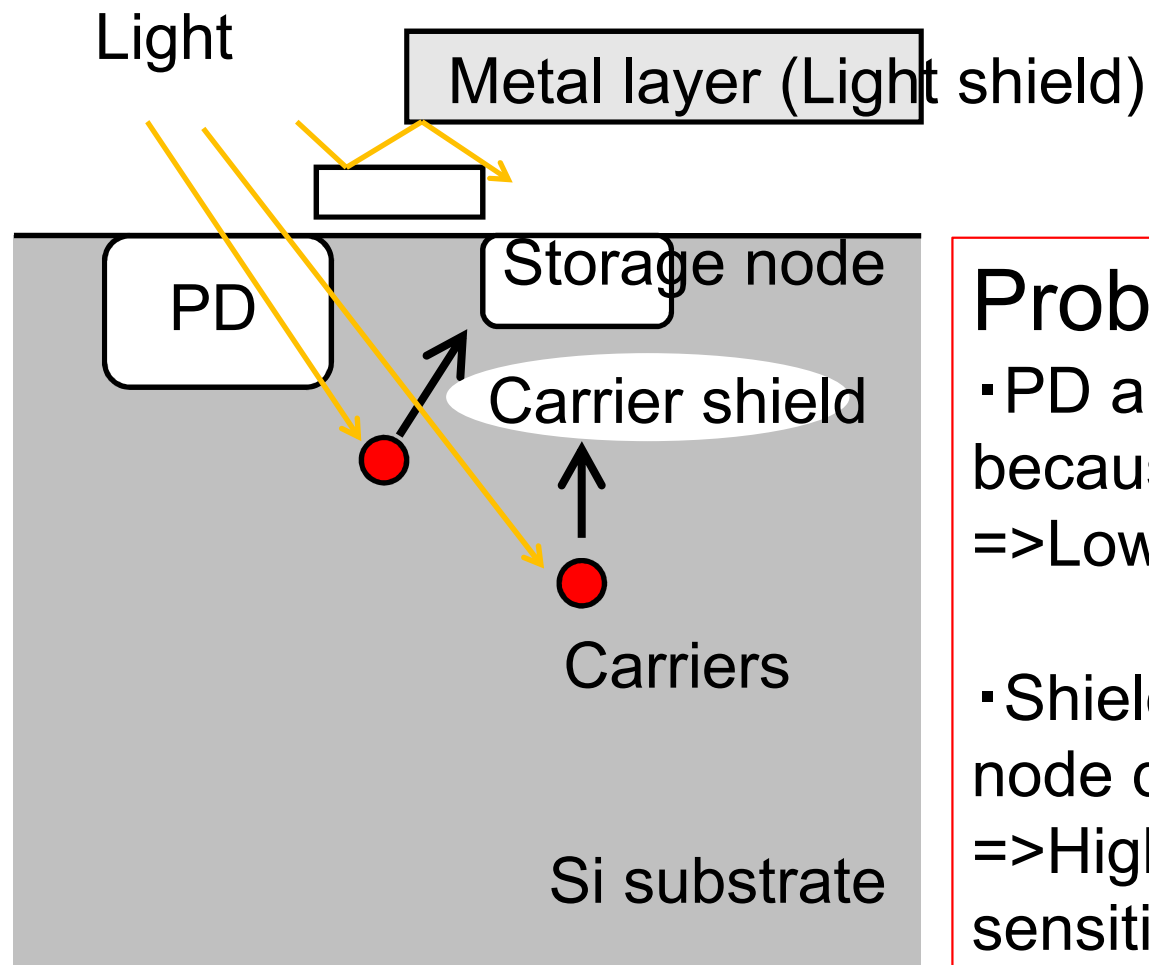 Light
Metal layer (Light shield)
Storage node
PD
Carrier shield
Carriers
Si substrate
Prob
・PD a
becaus
=>Low
・Shiel
node
=>High
sensiti